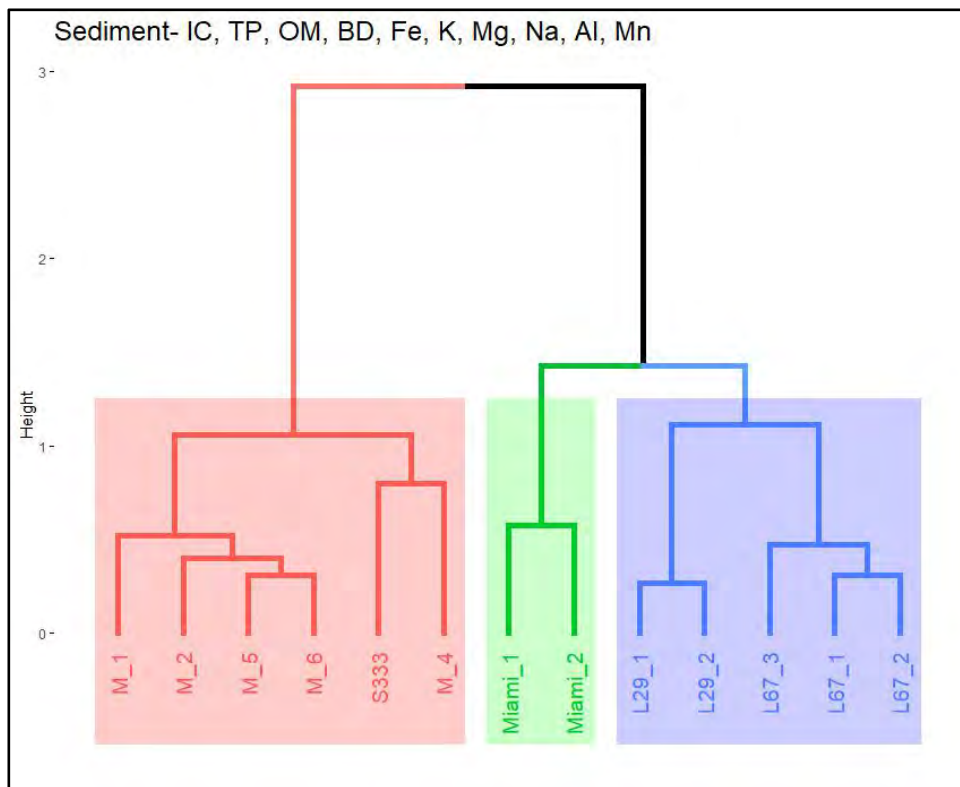 Sediment- IC, TP, OM, BD, Fe, K, Mg, Na, Al, Mn
3
2
1
0
Height
M_1
M_2
M_5
M_6
S333
M_4
Miami_1
Miami_2
L29_1
L29_2
L67_3
L67_1
L67_2